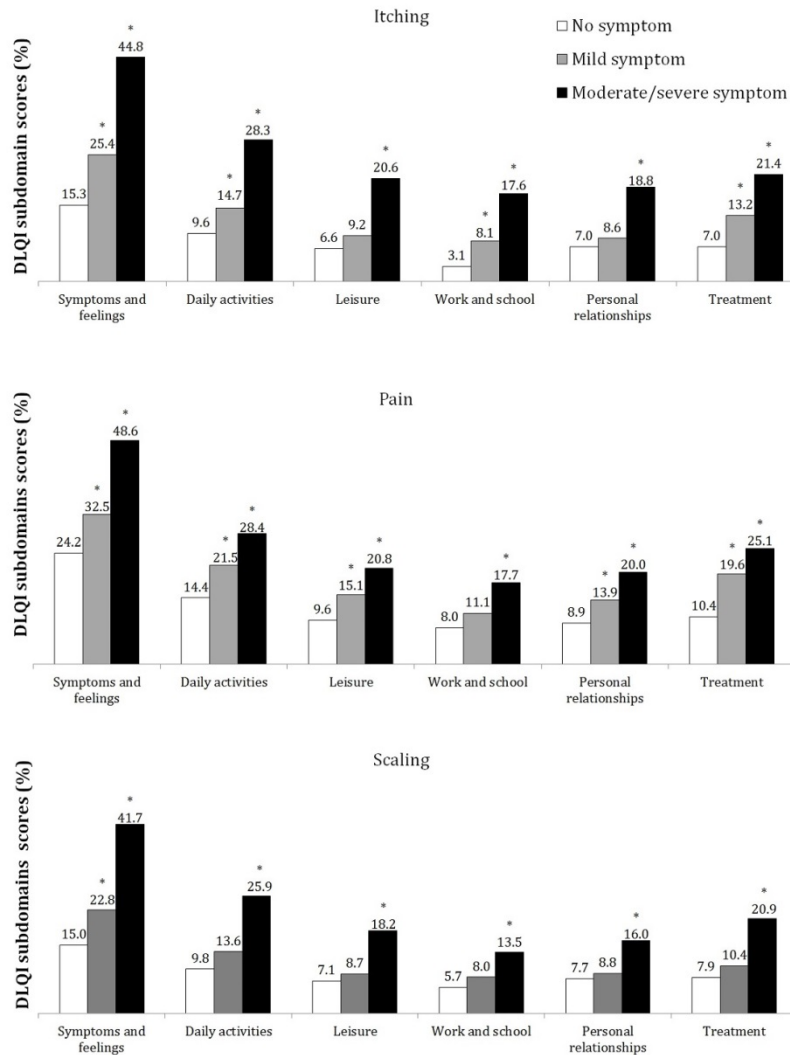 Itching
No symptom
Mild symptom
Moderate/severe symptom
DLQI subdomain scores (%)
* * * * * * * * * *
15.3 25.4 44.8 9.6 14.7 28.3 6.6 9.2 20.6 3.1 8.1 17.6 7.0 8.6 18.8 7.0 13.2 21.4
Symptoms and feelings Daily activities Leisure Work and school Personal relationships Treatment
Pain
DLQI subdomains scores (%)
* * * * * * * * * * *
24.2 32.5 48.6 14.4 21.5 28.4 9.6 15.1 20.8 8.0 11.1 17.7 8.9 13.9 20.0 10.4 19.6 25.1
Symptoms and feelings Daily activities Leisure Work and school Personal relationships Treatment
Scaling
DLQI subdomains scores (%)
* * * * * * *
15.0 22.8 41.7 9.8 13.6 25.9 7.1 8.7 18.2 5.7 8.0 13.5 7.7 8.8 16.0 7.9 10.4 20.9
Symptoms and feelings Daily activities Leisure Work and school Personal relationships Treatment